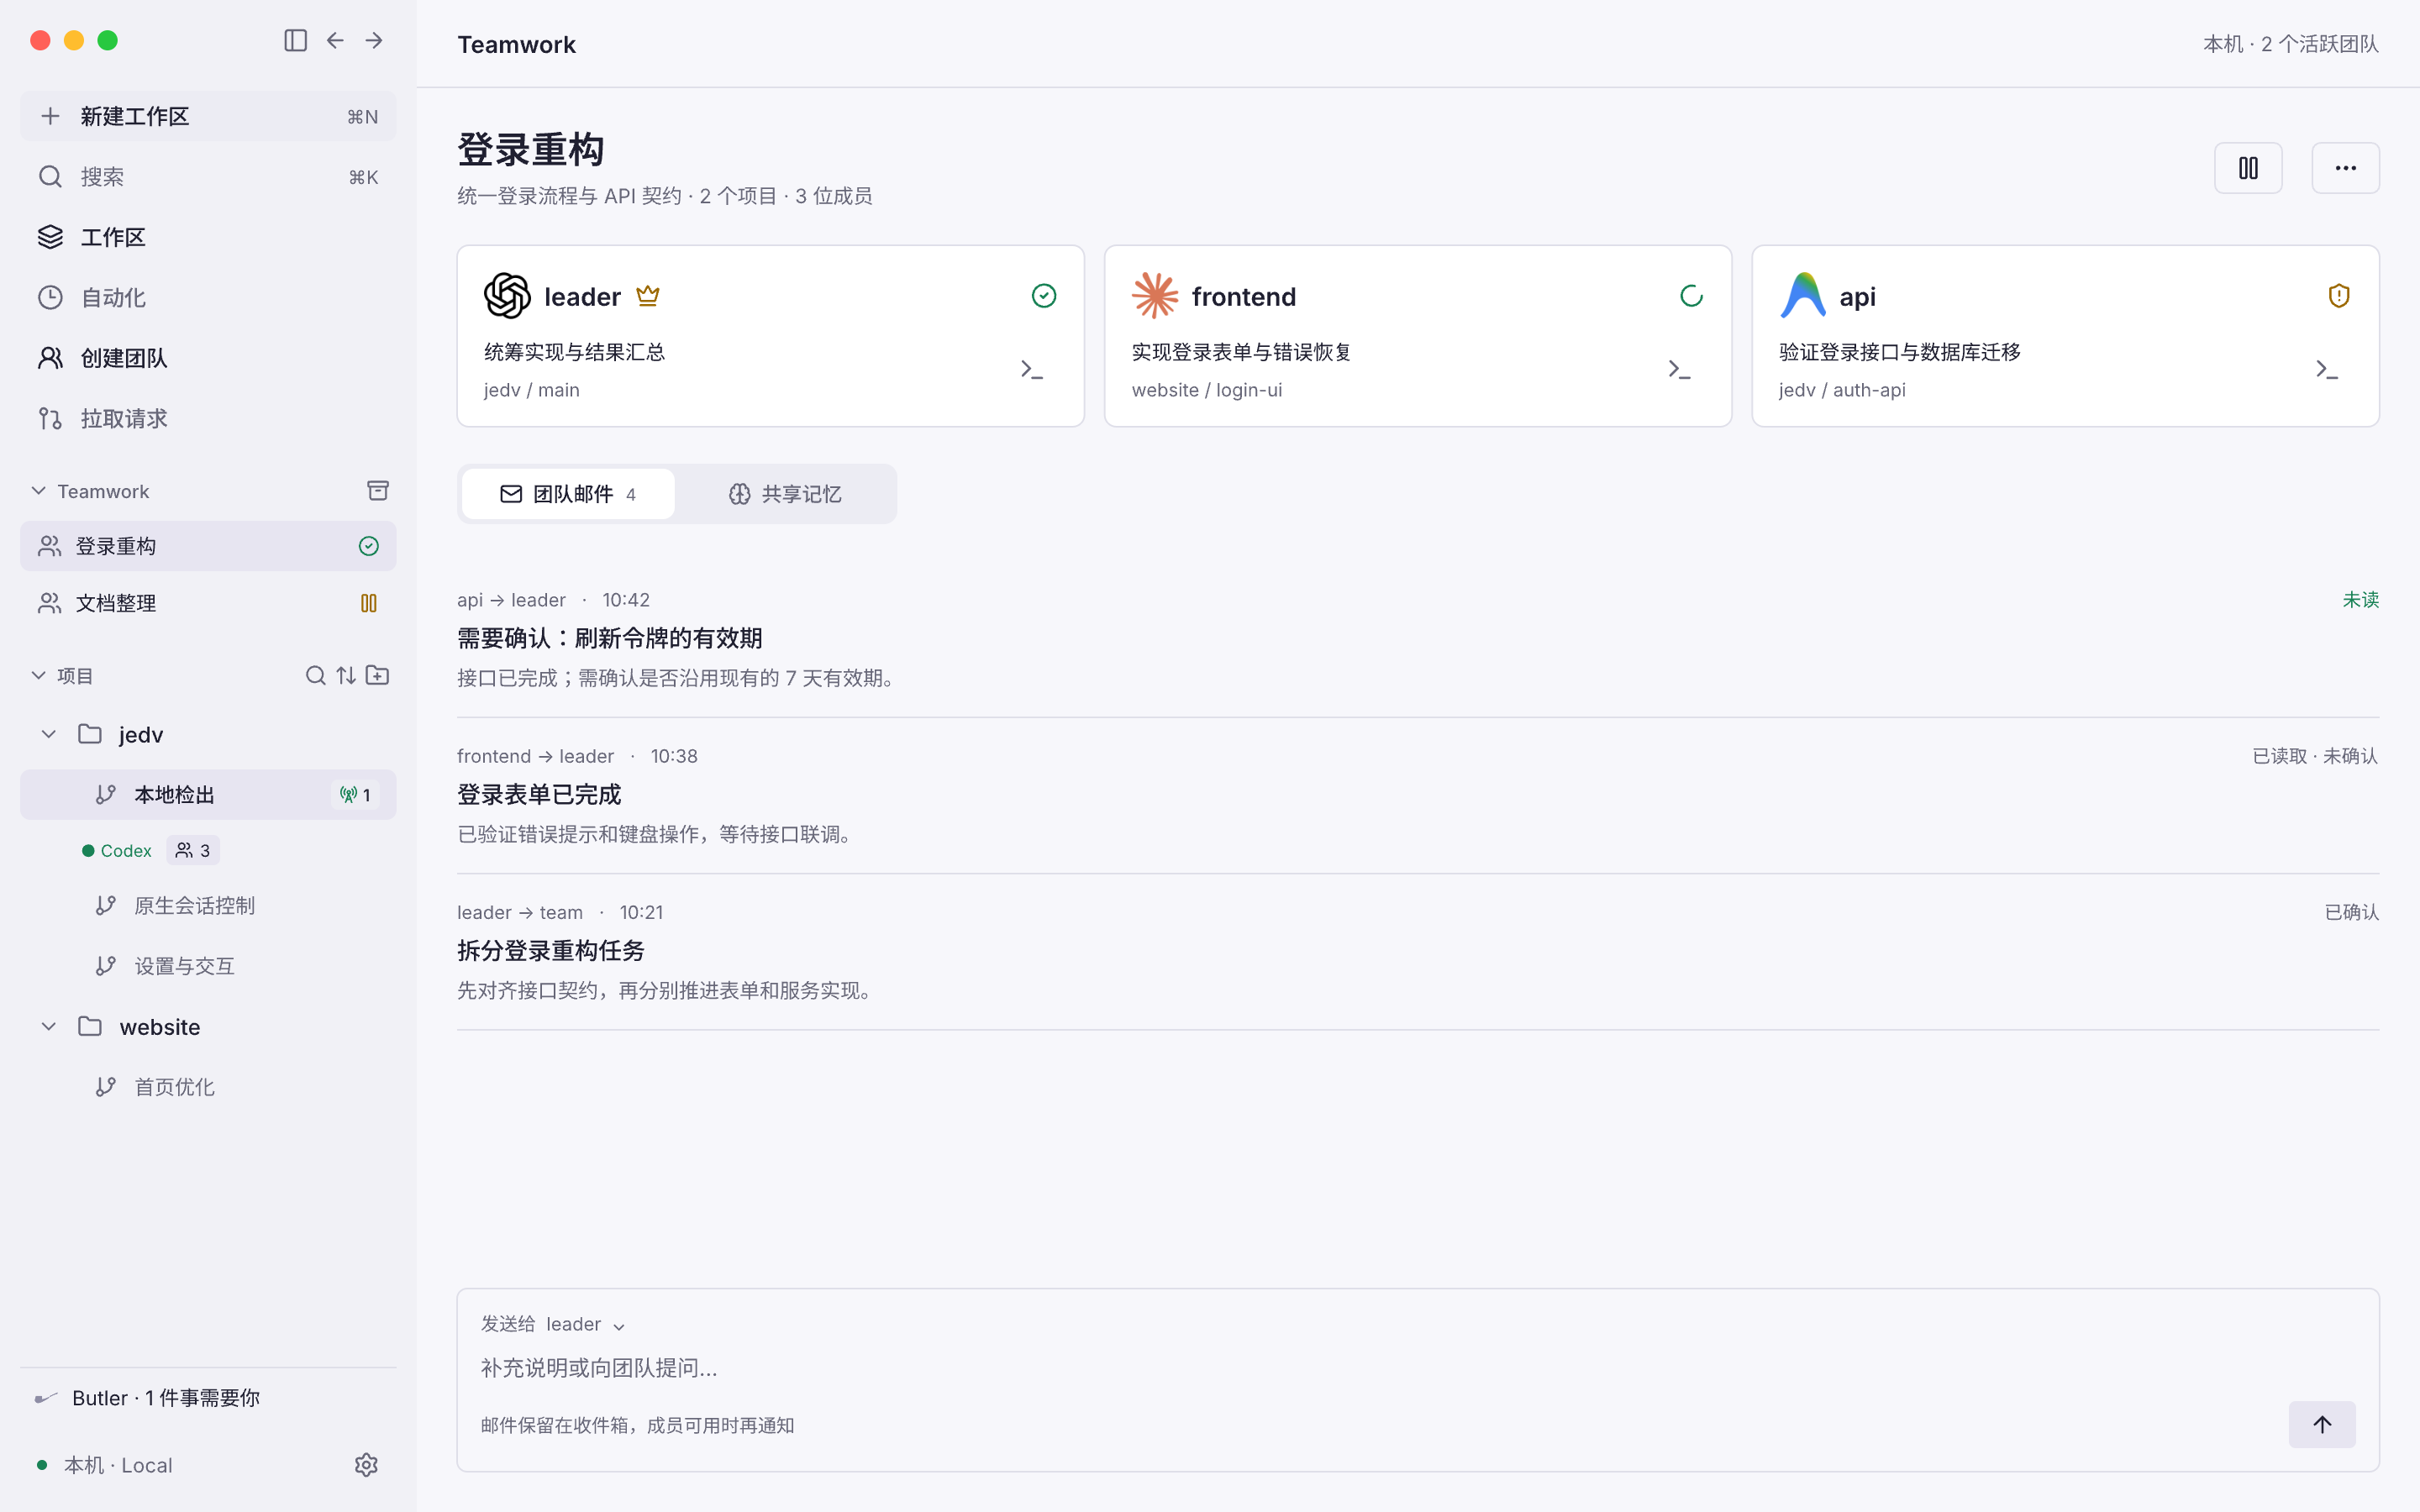 新建工作区 ⌘N
搜索 ⌘K
工作区
自动化
创建团队
拉取请求
Teamwork
登录重构
文档整理
项目
jedv
本地检出 1
Codex 3
原生会话控制
设置与交互
website
首页优化
Butler · 1 件事需要你
本机 · Local
Teamwork
本机 · 2 个活跃团队
登录重构
统一登录流程与 API 契约 · 2 个项目 · 3 位成员
leader
统筹实现与结果汇总
jedv / main
frontend
实现登录表单与错误恢复
website / login-ui
api
验证登录接口与数据库迁移
jedv / auth-api
团队邮件 4
共享记忆
api → leader · 10:42
未读
需要确认：刷新令牌的有效期
接口已完成；需确认是否沿用现有的 7 天有效期。
frontend → leader · 10:38
已读取 · 未确认
登录表单已完成
已验证错误提示和键盘操作，等待接口联调。
leader → team · 10:21
已确认
拆分登录重构任务
先对齐接口契约，再分别推进表单和服务实现。
发送给 leader
补充说明或向团队提问...
邮件保留在收件箱，成员可用时再通知